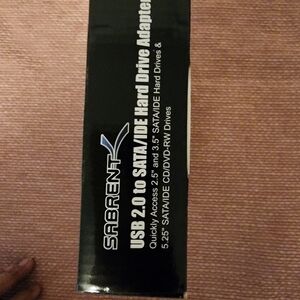 SABRENT
USB 2.0 to SATA/IDE Hard Drive Adapter
Quickly Access 2.5" and 3.5" SATA/IDE Hard Drives &
5.25" SATA/IDE CD/DVD-RW Drives